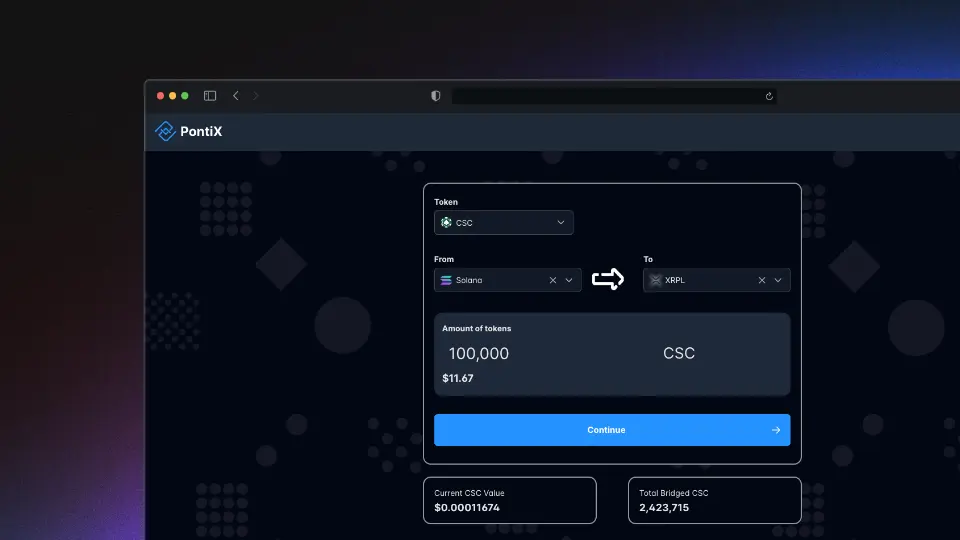 PontiX
Token
CSC
From
To
Solana
XRPL
Amount of tokens
100,000 CSC
$11.67
Continue
Current CSC Value
$0.00011674
Total Bridged CSC
2,423,715